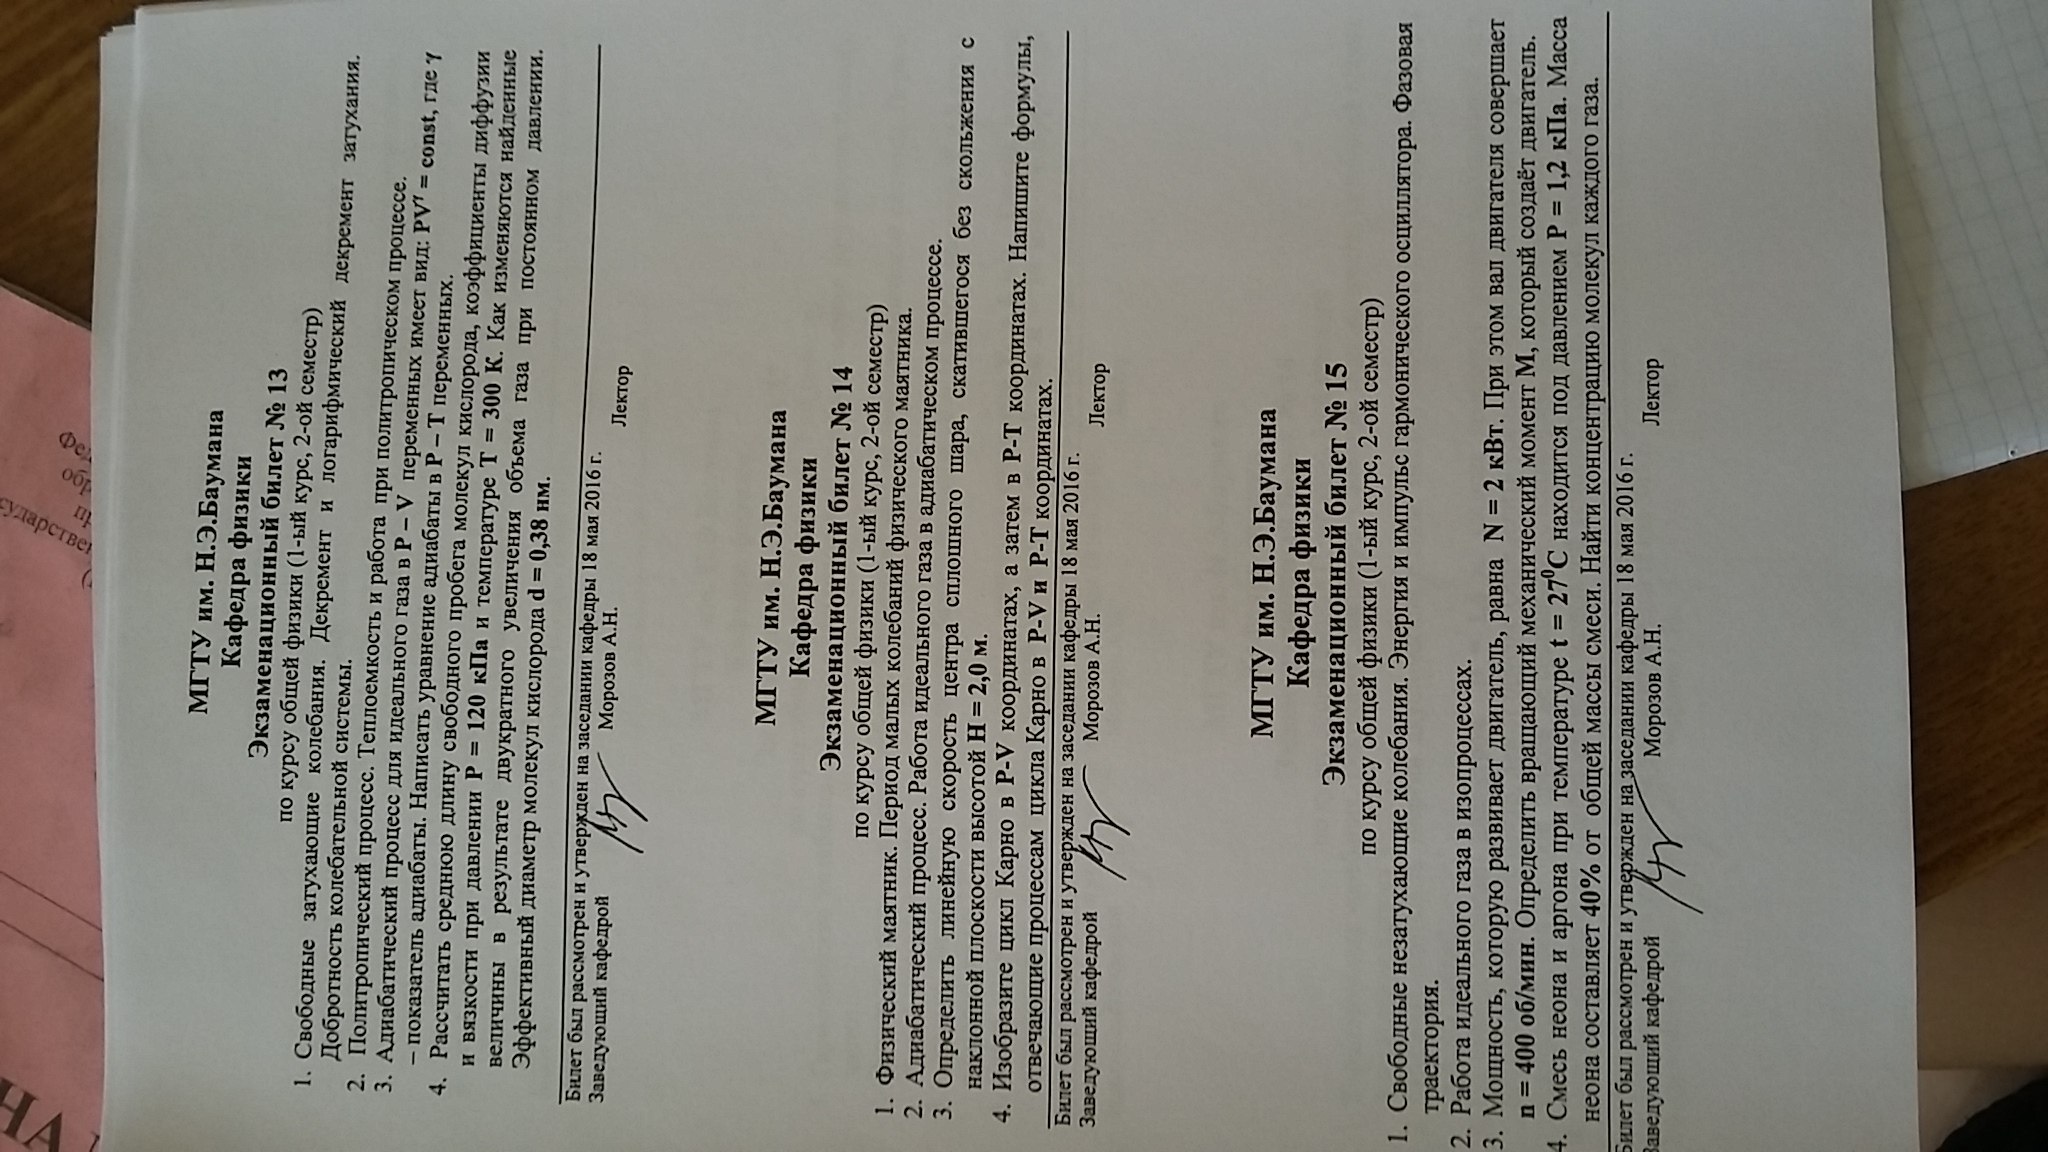 НА
сударствен
пр
обр
Фед
МГТУ им. Н.Э.Баумана
Кафедра физики
Экзаменационный билет № 13
по курсу общей физики (1-ый курс, 2-ой семестр)
1. Свободные затухающие колебания. Декремент и логарифмический декремент затухания.
Добротность колебательной системы.
2. Политропический процесс. Теплоемкость и работа при политропическом процессе.
3. Адиабатический процесс для идеального газа в P – V переменных имеет вид: PVᵞ = const, где γ
– показатель адиабаты. Написать уравнение адиабаты в P – T переменных.
4. Рассчитать среднюю длину свободного пробега молекул кислорода, коэффициенты диффузии
и вязкости при давлении P = 120 кПа и температуре T = 300 К. Как изменяются найденные
величины в результате двукратного увеличения объема газа при постоянном давлении.
Эффективный диаметр молекул кислорода d = 0,38 нм.
Билет был рассмотрен и утвержден на заседании кафедры 18 мая 2016 г.
Заведующий кафедрой Морозов А.Н. Лектор
МГТУ им. Н.Э.Баумана
Кафедра физики
Экзаменационный билет № 14
по курсу общей физики (1-ый курс, 2-ой семестр)
1. Физический маятник. Период малых колебаний физического маятника.
2. Адиабатический процесс. Работа идеального газа в адиабатическом процессе.
3. Определить линейную скорость центра сплошного шара, скатившегося без скольжения с
наклонной плоскости высотой H = 2,0 м.
4. Изобразите цикл Карно в P-V координатах, а затем в P-T координатах. Напишите формулы,
отвечающие процессам цикла Карно в P-V и P-T координатах.
Билет был рассмотрен и утвержден на заседании кафедры 18 мая 2016 г.
Заведующий кафедрой Морозов А.Н. Лектор
МГТУ им. Н.Э.Баумана
Кафедра физики
Экзаменационный билет № 15
по курсу общей физики (1-ый курс, 2-ой семестр)
1. Свободные незатухающие колебания. Энергия и импульс гармонического осциллятора. Фазовая
траектория.
2. Работа идеального газа в изопроцессах.
3. Мощность, которую развивает двигатель, равна N = 2 кВт. При этом вал двигателя совершает
n = 400 об/мин. Определить вращающий механический момент M, который создаёт двигатель.
4. Смесь неона и аргона при температуре t = 27⁰C находится под давлением P = 1,2 кПа. Масса
неона составляет 40% от общей массы смеси. Найти концентрацию молекул каждого газа.
Билет был рассмотрен и утвержден на заседании кафедры 18 мая 2016 г.
Заведующий кафедрой Морозов А.Н. Лектор